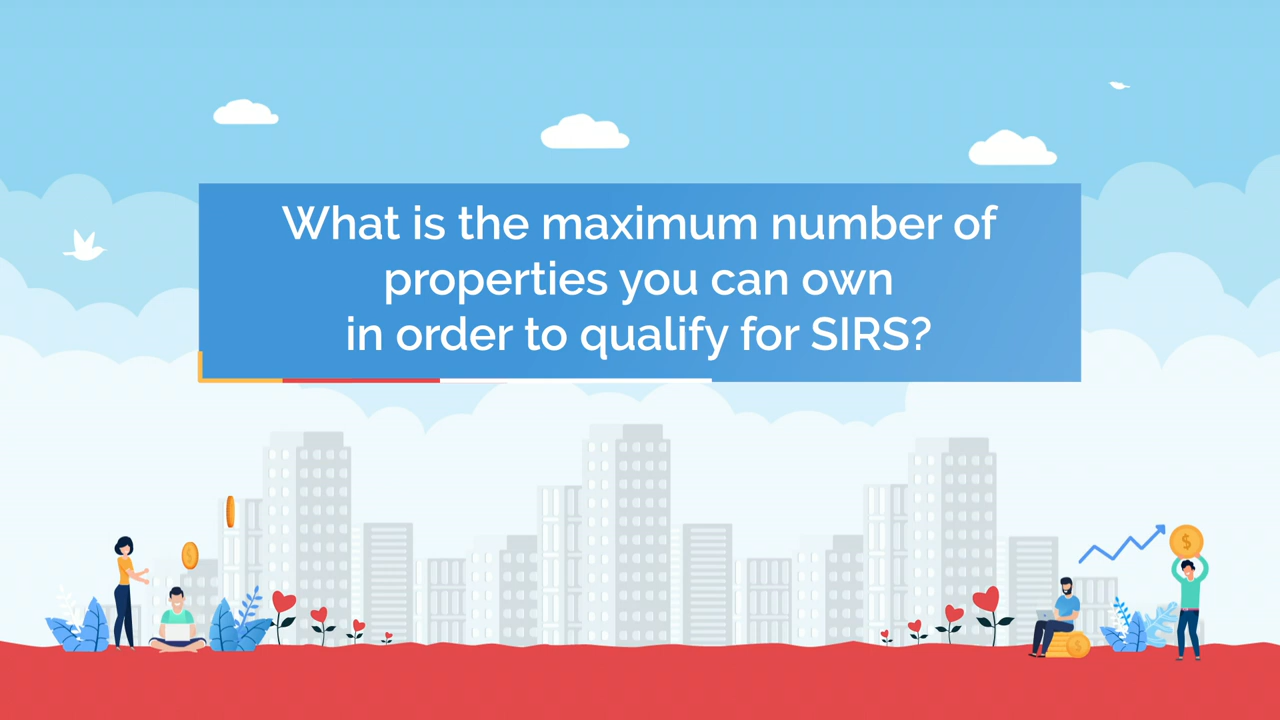 What is the maximum number of
properties you can own
in order to qualify for SIRS?